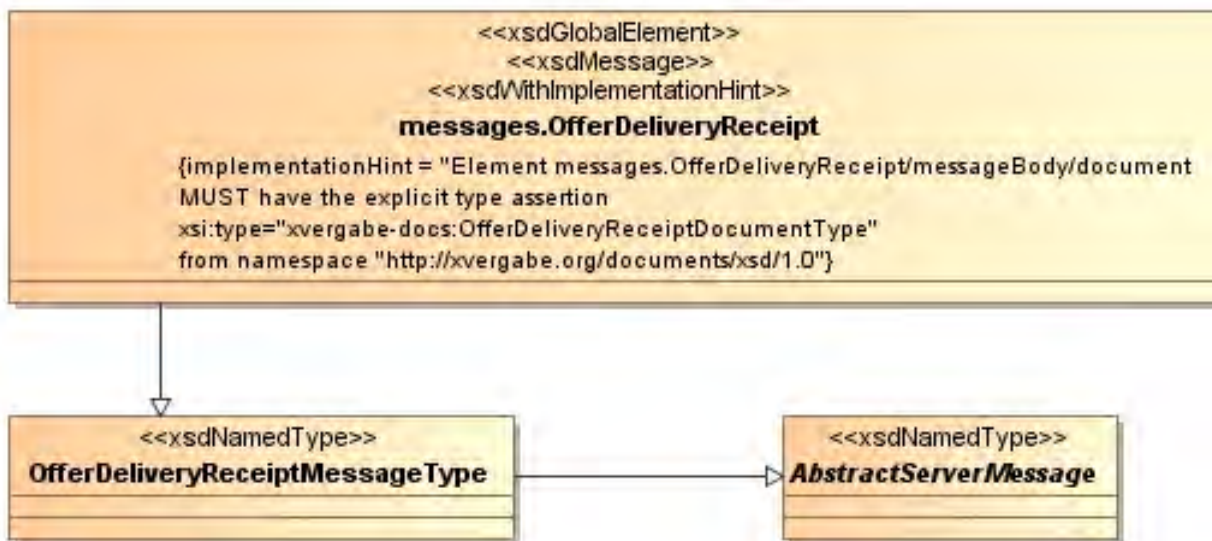 <<xsdGlobalElement>>
<<xsdMessage>>
<<xsdWithImplementationHint>>
messages.OfferDeliveryReceipt
{implementationHint = "Element messages.OfferDeliveryReceipt/messageBody/document
MUST have the explicit type assertion
xsi:type="xvergabe-docs:OfferDeliveryReceiptDocumentType"
from namespace "http://xvergabe.org/documents/xsd/1.0"}
<<xsdNamedType>>
OfferDeliveryReceiptMessageType
<<xsdNamedType>>
AbstractServerMessage